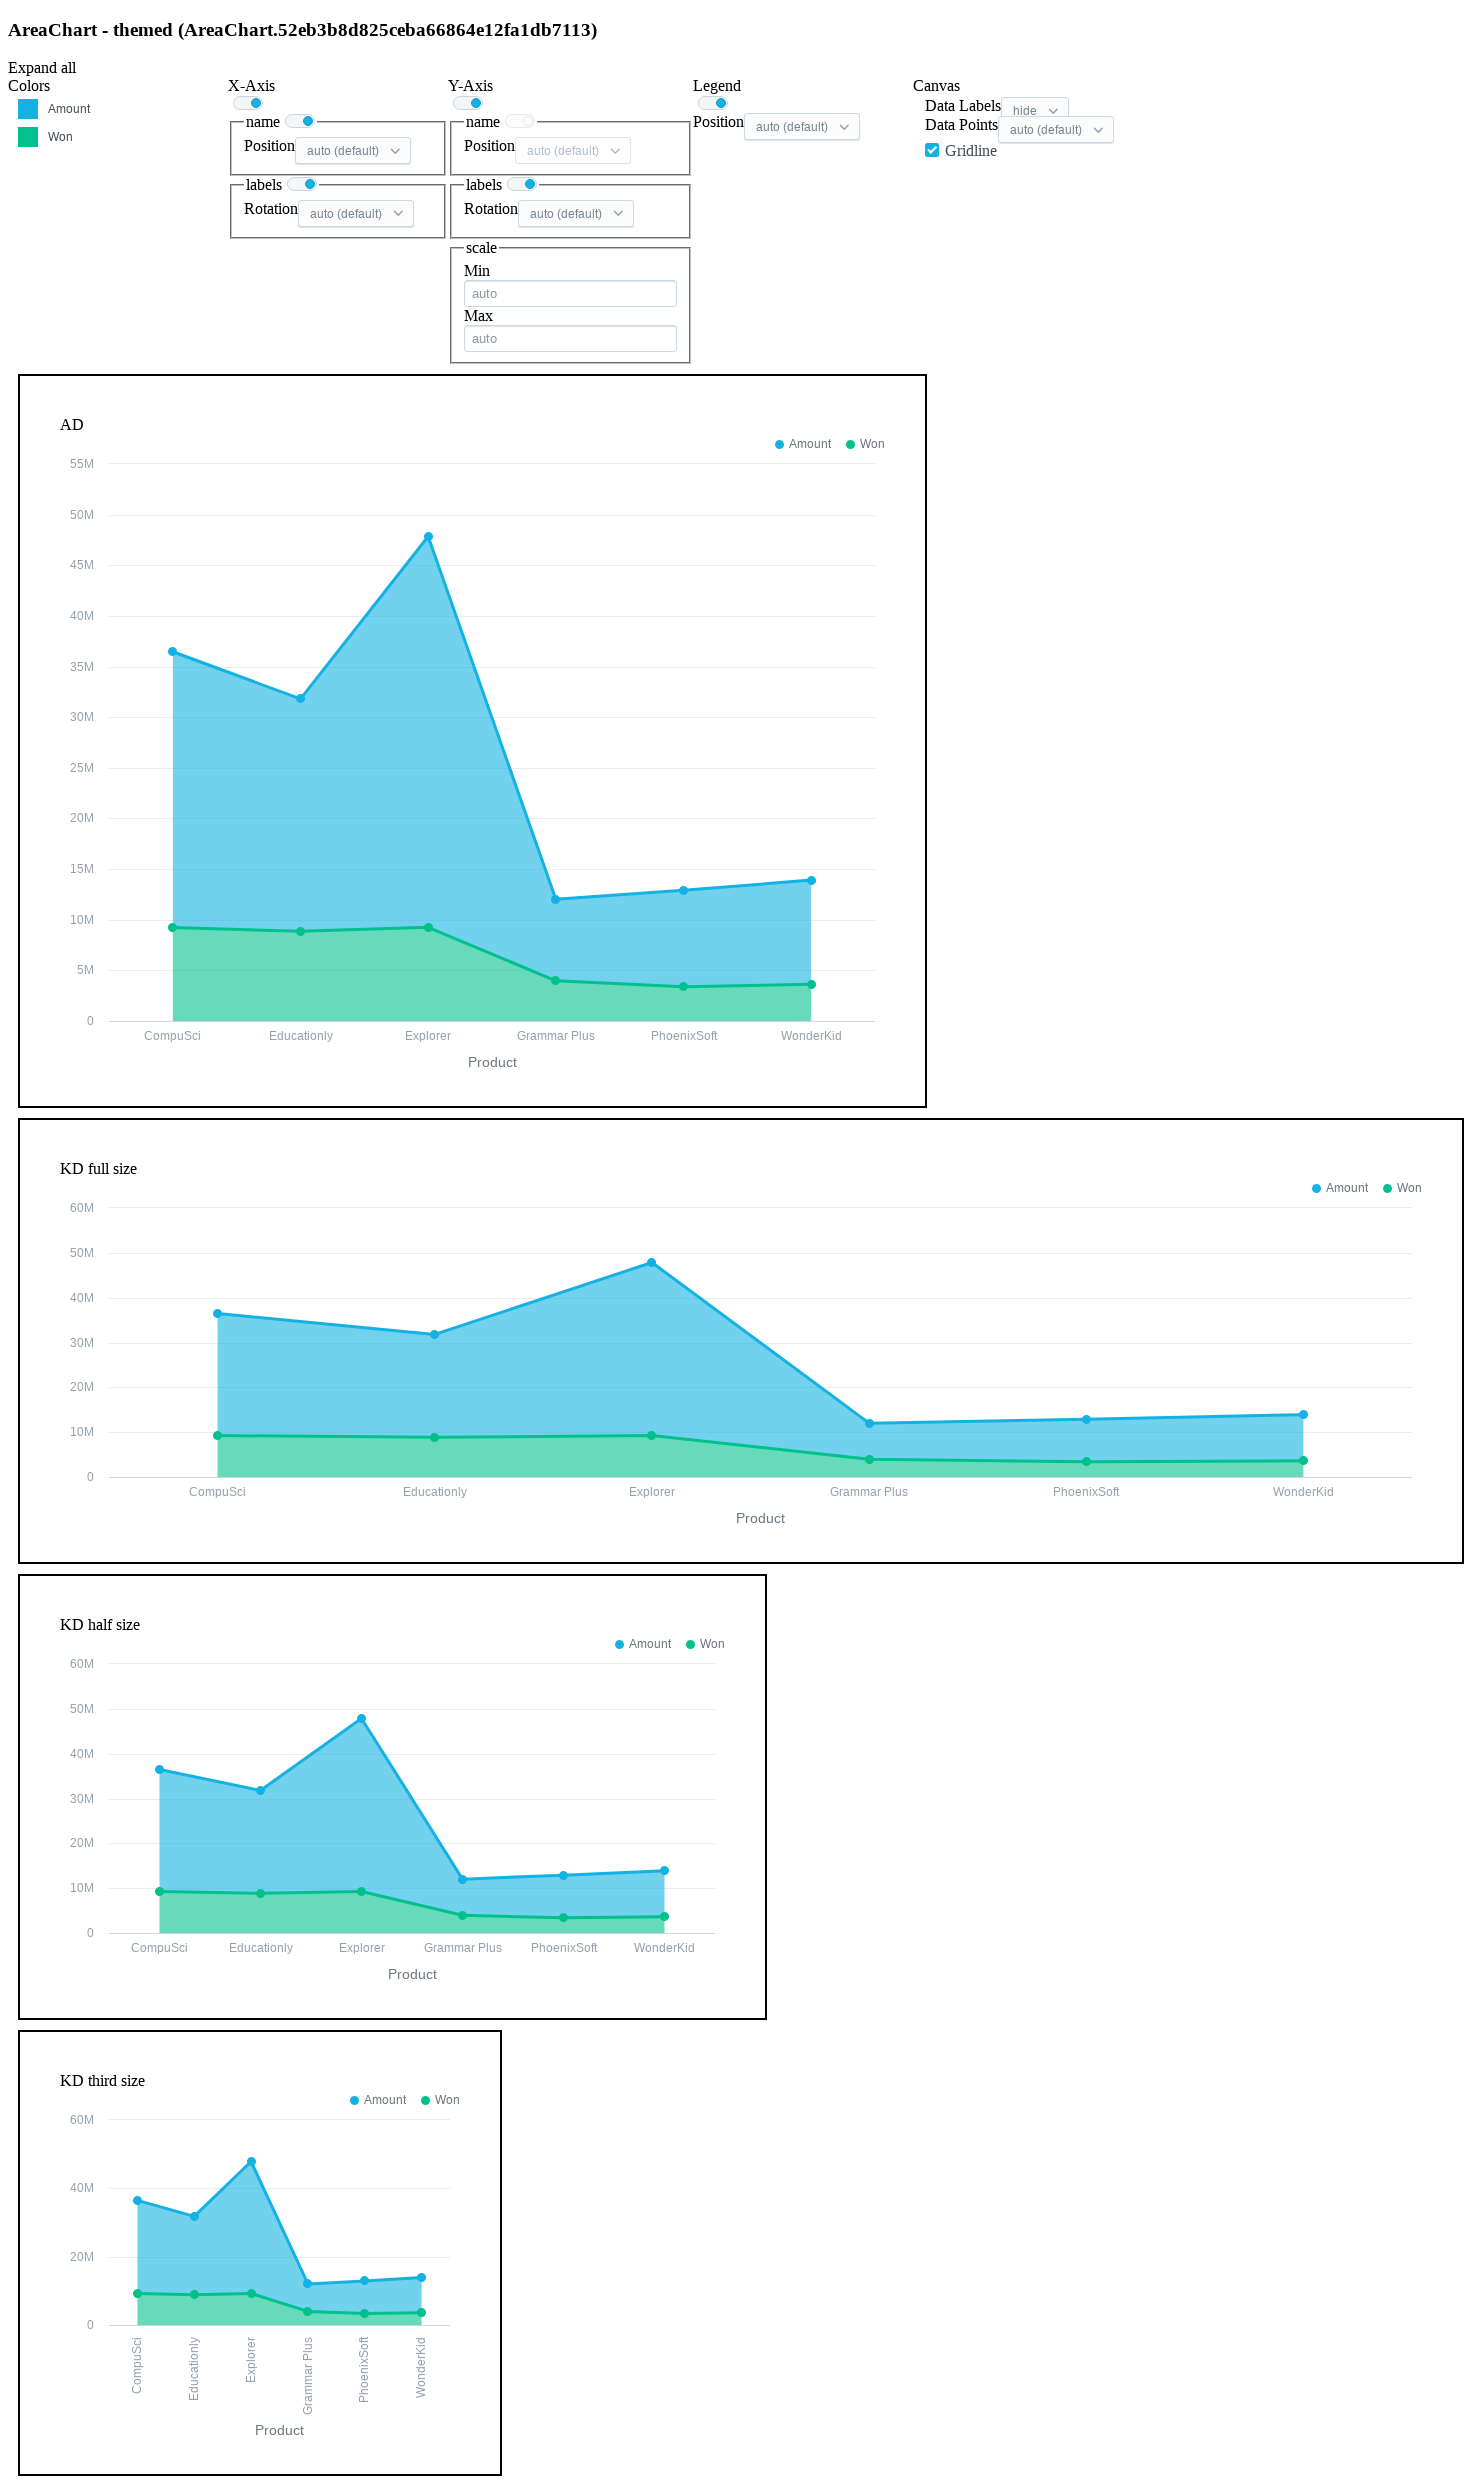 AreaChart - themed (AreaChart.52eb3b8d825ceba66864e12fa1db7113)
Expand all
Colors
Amount
Won
X-Axis
name
Position auto (default)
labels
Rotation auto (default)
Y-Axis
name
Position auto (default)
labels
Rotation auto (default)
scale
Min
auto
Max
auto
Legend
Position auto (default)
Canvas
Data Labels hide
Data Points auto (default)
Gridline
AD
Amount Won
55M
50M
45M
40M
35M
30M
25M
20M
15M
10M
5M
0
CompuSci Educationly Explorer Grammar Plus PhoenixSoft WonderKid
Product
KD full size
Amount Won
60M
50M
40M
30M
20M
10M
0
CompuSci Educationly Explorer Grammar Plus PhoenixSoft WonderKid
Product
KD half size
Amount Won
60M
50M
40M
30M
20M
10M
0
CompuSci Educationly Explorer Grammar Plus PhoenixSoft WonderKid
Product
KD third size
Amount Won
60M
40M
20M
0
CompuSci Educationly Explorer Grammar Plus PhoenixSoft WonderKid
Product